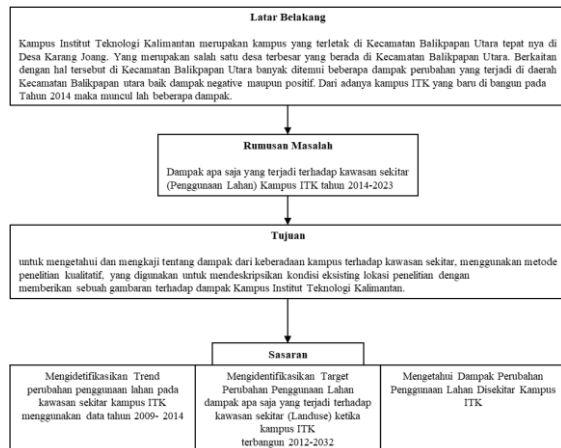 Latar Belakang
Kampus Institut Teknologi Kalimantan merupakan kampus yang terletak di Kecamatan Balikpapan Utara tepat nya di
Desa Karang Joang. Yang merupakan salah satu desa terbesar yang berada di Kecamatan Balikpapan Utara. Berkaitan
dengan hal tersebut di Kecamatan Balikpapan Utara banyak ditemui beberapa dampak perubahan yang terjadi di daerah
Kecamatan Balikpapan utara baik dampak negative maupun positif. Dari adanya kampus ITK yang baru di bangun pada
Tahun 2014 maka muncul lah beberapa dampak.
Rumusan Masalah
Dampak apa saja yang terjadi terhadap kawasan sekitar
(Penggunaan Lahan) Kampus ITK tahun 2014-2023
Tujuan
untuk mengetahui dan mengkaji tentang dampak dari keberadaan kampus terhadap kawasan sekitar, menggunakan metode
penelitian kualitatif, yang digunakan untuk mendeskripsikan kondisi eksisting lokasi penelitian dengan
memberikan sebuah gambaran terhadap dampak Kampus Institut Teknologi Kalimantan.
Sasaran
Mengidetifikasikan Trend
perubahan penggunaan lahan pada
kawasan sekitar kampus ITK
menggunakan data tahun 2009- 2014
Mengidentifikasikan Target
Perubahan Penggunaan Lahan
dampak apa saja yang terjadi terhadap
kawasan sekitar (Landuse) ketika
kampus ITK
terbangun 2012-2032
Mengetahui Dampak Perubahan
Penggunaan Lahan Disekitar Kampus
ITK